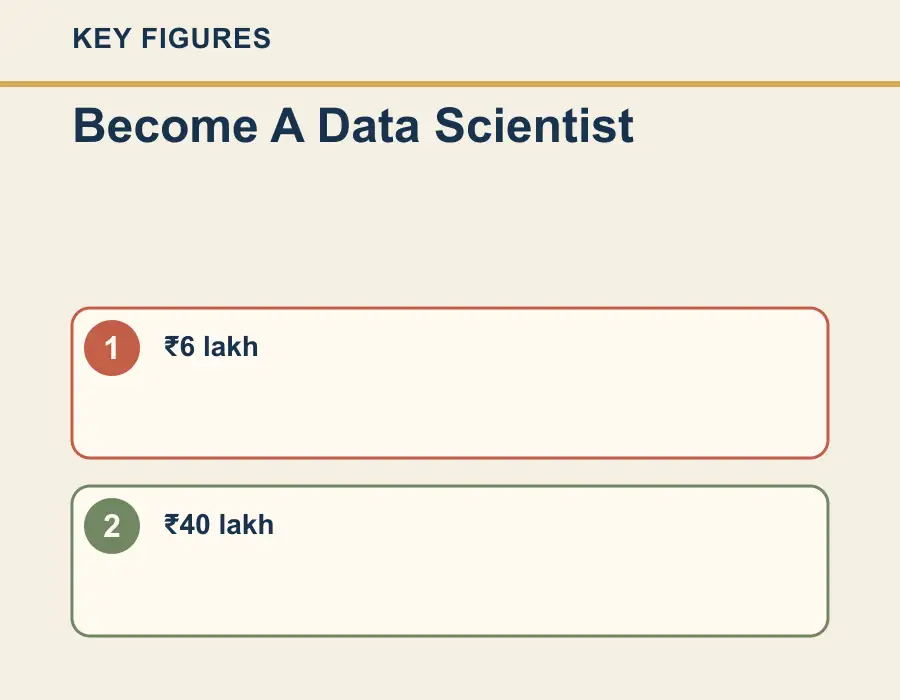 KEY FIGURES
Become A Data Scientist
1
₹6 lakh
2
₹40 lakh